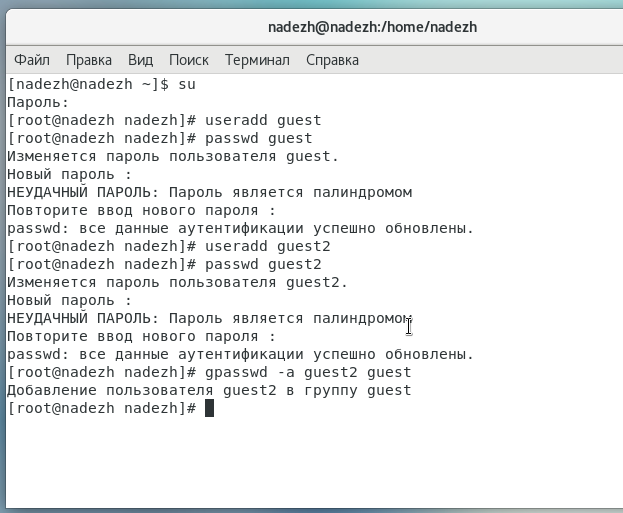 nadezh@nadezh:/home/nadezh
Файл Правка Вид Поиск Терминал Справка
[nadezh@nadezh ~]$ su
Пароль:
[root@nadezh nadezh]# useradd guest
[root@nadezh nadezh]# passwd guest
Изменяется пароль пользователя guest.
Новый пароль :
НЕУДАЧНЫЙ ПАРОЛЬ: Пароль является палиндромом
Повторите ввод нового пароля :
passwd: все данные аутентификации успешно обновлены.
[root@nadezh nadezh]# useradd guest2
[root@nadezh nadezh]# passwd guest2
Изменяется пароль пользователя guest2.
Новый пароль :
НЕУДАЧНЫЙ ПАРОЛЬ: Пароль является палиндромом
Повторите ввод нового пароля :
passwd: все данные аутентификации успешно обновлены.
[root@nadezh nadezh]# gpasswd -a guest2 guest
Добавление пользователя guest2 в группу guest
[root@nadezh nadezh]#